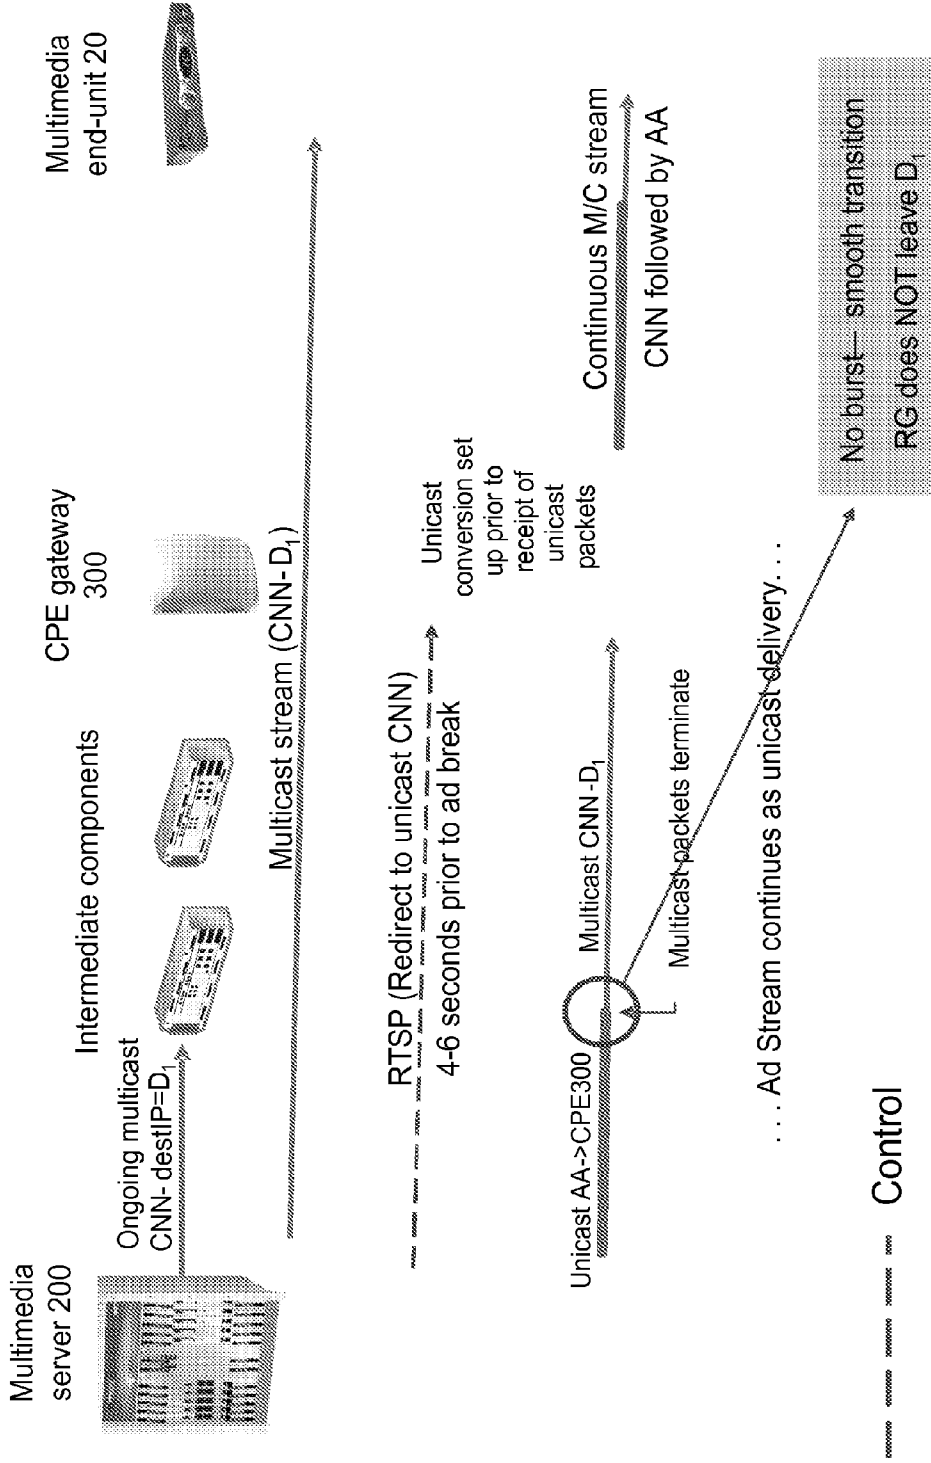 Multimedia
server 200
Ongoing multicast
CNN- destIP=D1
Intermediate components
CPE gateway
300
Multimedia
end-unit 20
Multicast stream (CNN-D1)
RTSP (Redirect to unicast CNN)
4-6 seconds prior to ad break
Unicast
conversion set
up prior to
receipt of
unicast
packets
Unicast AA->CPE300
Multicast CNN-D1
Multicast packets terminate
Continuous M/C stream
CNN followed by AA
. . . Ad Stream continues as unicast delivery. . .
No burst— smooth transition
RG does NOT leave D1
Control